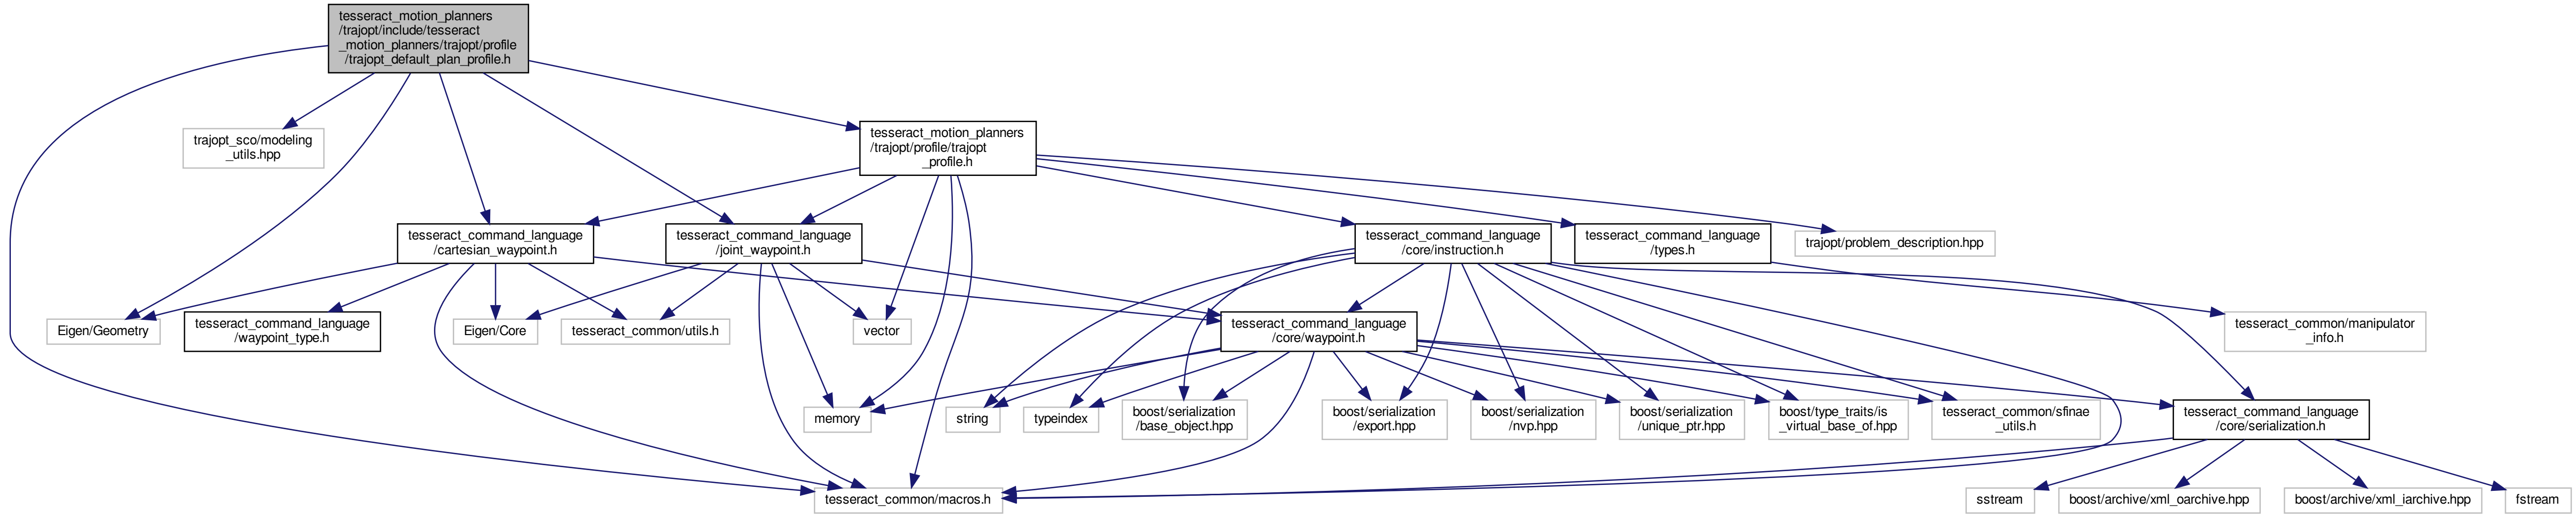 tesseract_motion_planners
/trajopt/include/tesseract
_motion_planners/trajopt/profile
/trajopt_default_plan_profile.h
trajopt_sco/modeling
_utils.hpp
tesseract_motion_planners
/trajopt/profile/trajopt
_profile.h
tesseract_command_language
/cartesian_waypoint.h
tesseract_command_language
/joint_waypoint.h
tesseract_command_language
/core/instruction.h
tesseract_command_language
/types.h
trajopt/problem_description.hpp
Eigen/Geometry
tesseract_command_language
/waypoint_type.h
Eigen/Core
tesseract_common/utils.h
vector
tesseract_command_language
/core/waypoint.h
tesseract_common/manipulator
_info.h
memory
string
typeindex
boost/serialization
/base_object.hpp
boost/serialization
/export.hpp
boost/serialization
/nvp.hpp
boost/serialization
/unique_ptr.hpp
boost/type_traits/is
_virtual_base_of.hpp
tesseract_common/sfinae
_utils.h
tesseract_command_language
/core/serialization.h
tesseract_common/macros.h
sstream
boost/archive/xml_oarchive.hpp
boost/archive/xml_iarchive.hpp
fstream